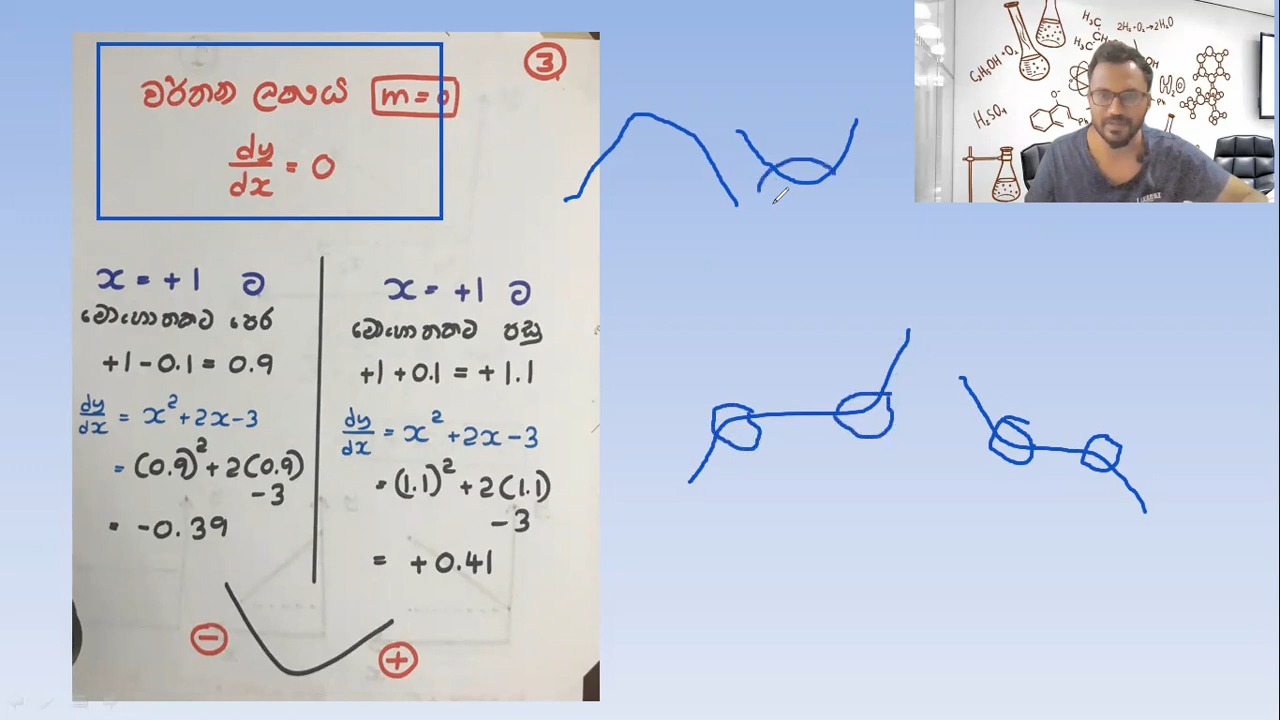 3
වර්තන ලක්ෂ්‍යය m = 0
dy/dx = 0
x = +1 ට
මොහොතකට පෙර
+1 - 0.1 = 0.9
dy/dx = x² + 2x - 3
= (0.9)² + 2(0.9)
- 3
= -0.39
x = +1 ට
මොහොතකට පසු
+1 + 0.1 = +1.1
dy/dx = x² + 2x - 3
= (1.1)² + 2(1.1)
- 3
= +0.41
-
+
C₂H₅OH + O₂
H₂SO₄
H₃C
2H₂ + O₂ → 2H₂O
H₂O